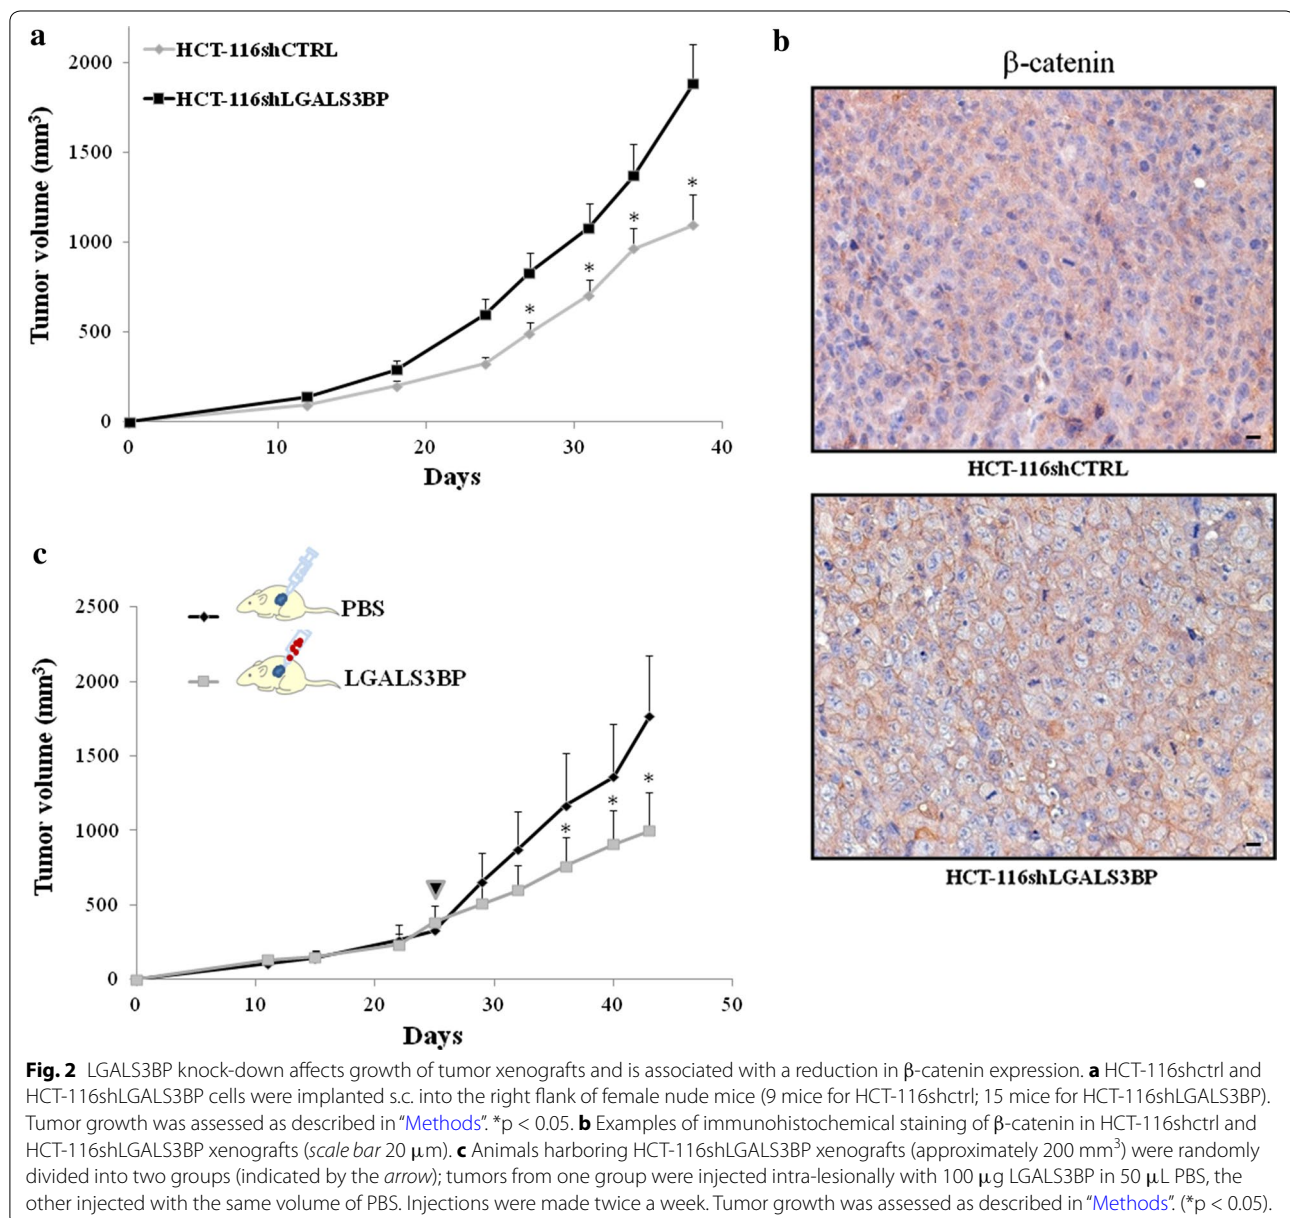 a
HCT-116shCTRL
HCT-116shLGALS3BP
Tumor volume (mm³)
2000
1500
1000
500
0
*
*
*
*
0
10
20
30
40
Days
b
β-catenin
HCT-116shCTRL
HCT-116shLGALS3BP
c
PBS
LGALS3BP
Tumor volume (mm³)
2500
2000
1500
1000
500
0
*
*
*
0
10
20
30
40
50
Days
Fig. 2 LGALS3BP knock-down affects growth of tumor xenografts and is associated with a reduction in β-catenin expression. a HCT-116shctrl and
HCT-116shLGALS3BP cells were implanted s.c. into the right flank of female nude mice (9 mice for HCT-116shctrl; 15 mice for HCT-116shLGALS3BP).
Tumor growth was assessed as described in “Methods”. *p < 0.05. b Examples of immunohistochemical staining of β-catenin in HCT-116shctrl and
HCT-116shLGALS3BP xenografts (scale bar 20 μm). c Animals harboring HCT-116shLGALS3BP xenografts (approximately 200 mm³) were randomly
divided into two groups (indicated by the arrow); tumors from one group were injected intra-lesionally with 100 μg LGALS3BP in 50 μL PBS, the
other injected with the same volume of PBS. Injections were made twice a week. Tumor growth was assessed as described in “Methods”. (*p < 0.05).